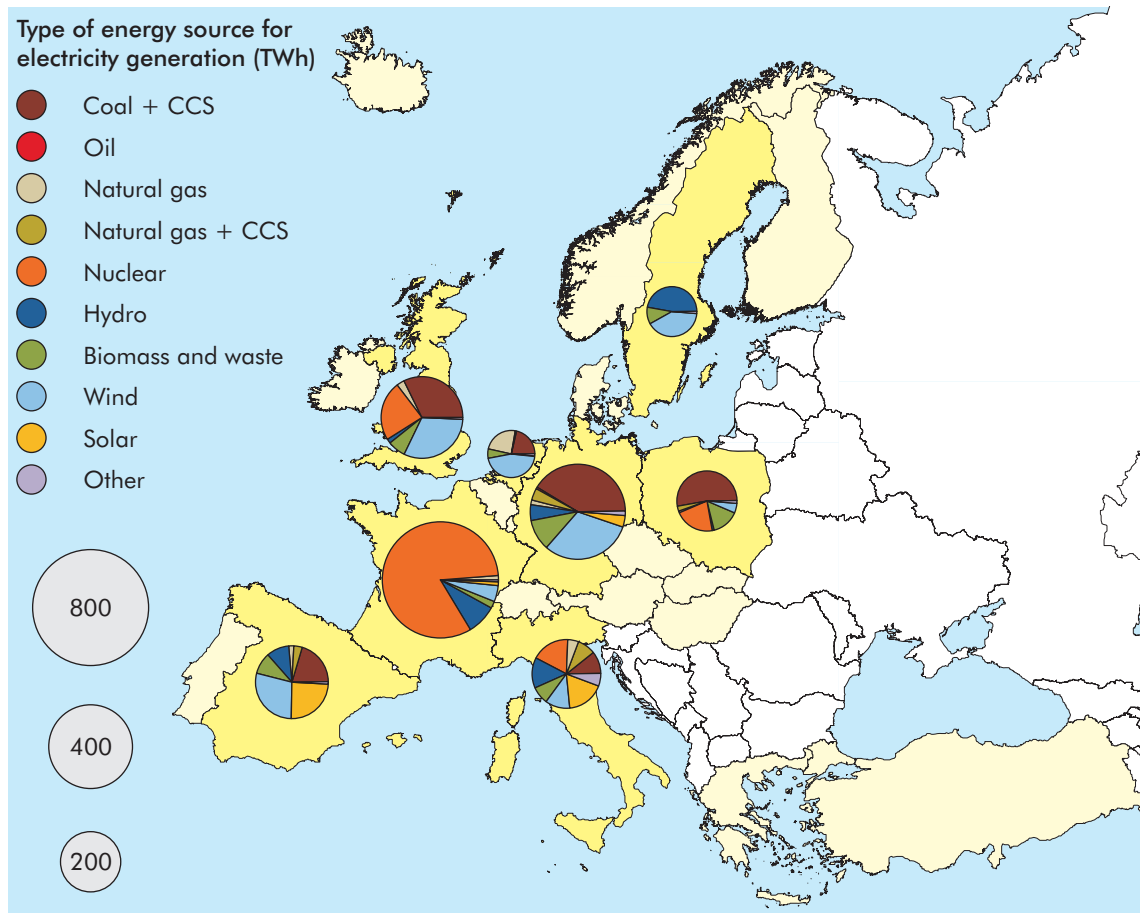 Type of energy source for
electricity generation (TWh)
Coal + CCS
Oil
Natural gas
Natural gas + CCS
Nuclear
Hydro
Biomass and waste
Wind
Solar
Other
800
400
200